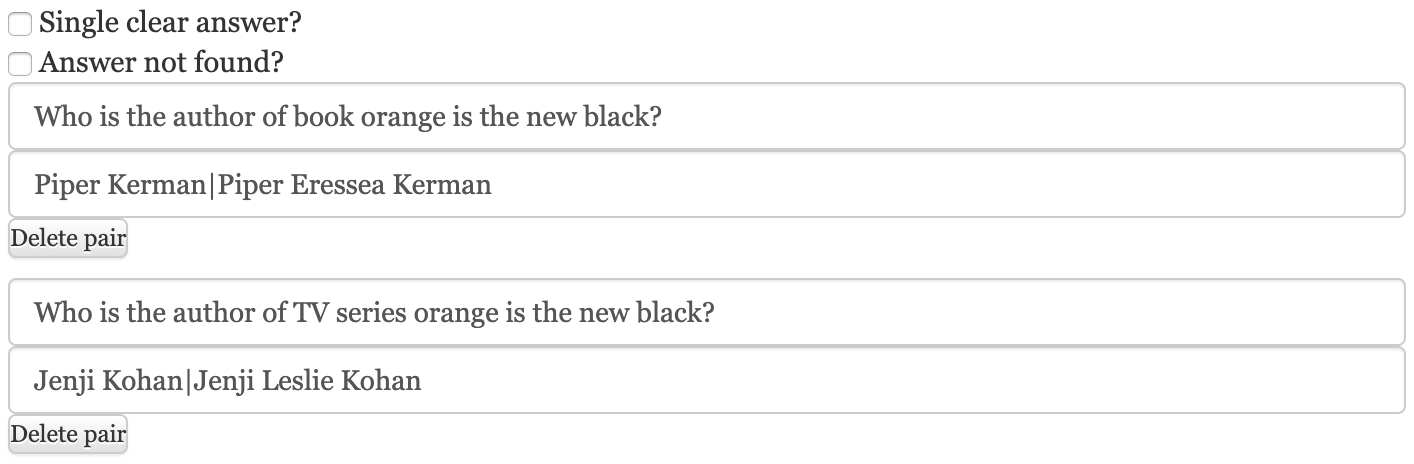 Single clear answer?
Answer not found?
Who is the author of book orange is the new black?
Piper Kerman|Piper Eressea Kerman
Delete pair
Who is the author of TV series orange is the new black?
Jenji Kohan|Jenji Leslie Kohan
Delete pair